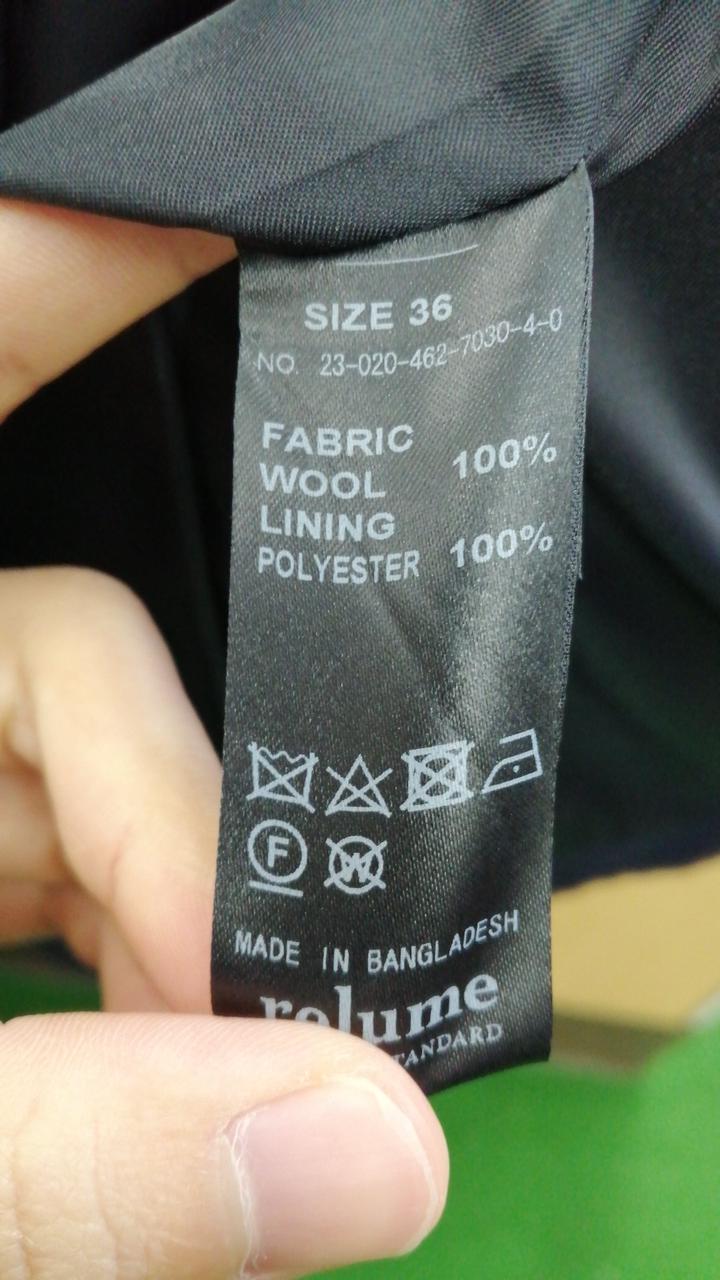 SIZE 36
NO. 23-020-462-7030-4-0
FABRIC
WOOL 100%
LINING
POLYESTER 100%
F
W
MADE IN BANGLADESH
relume
STANDARD